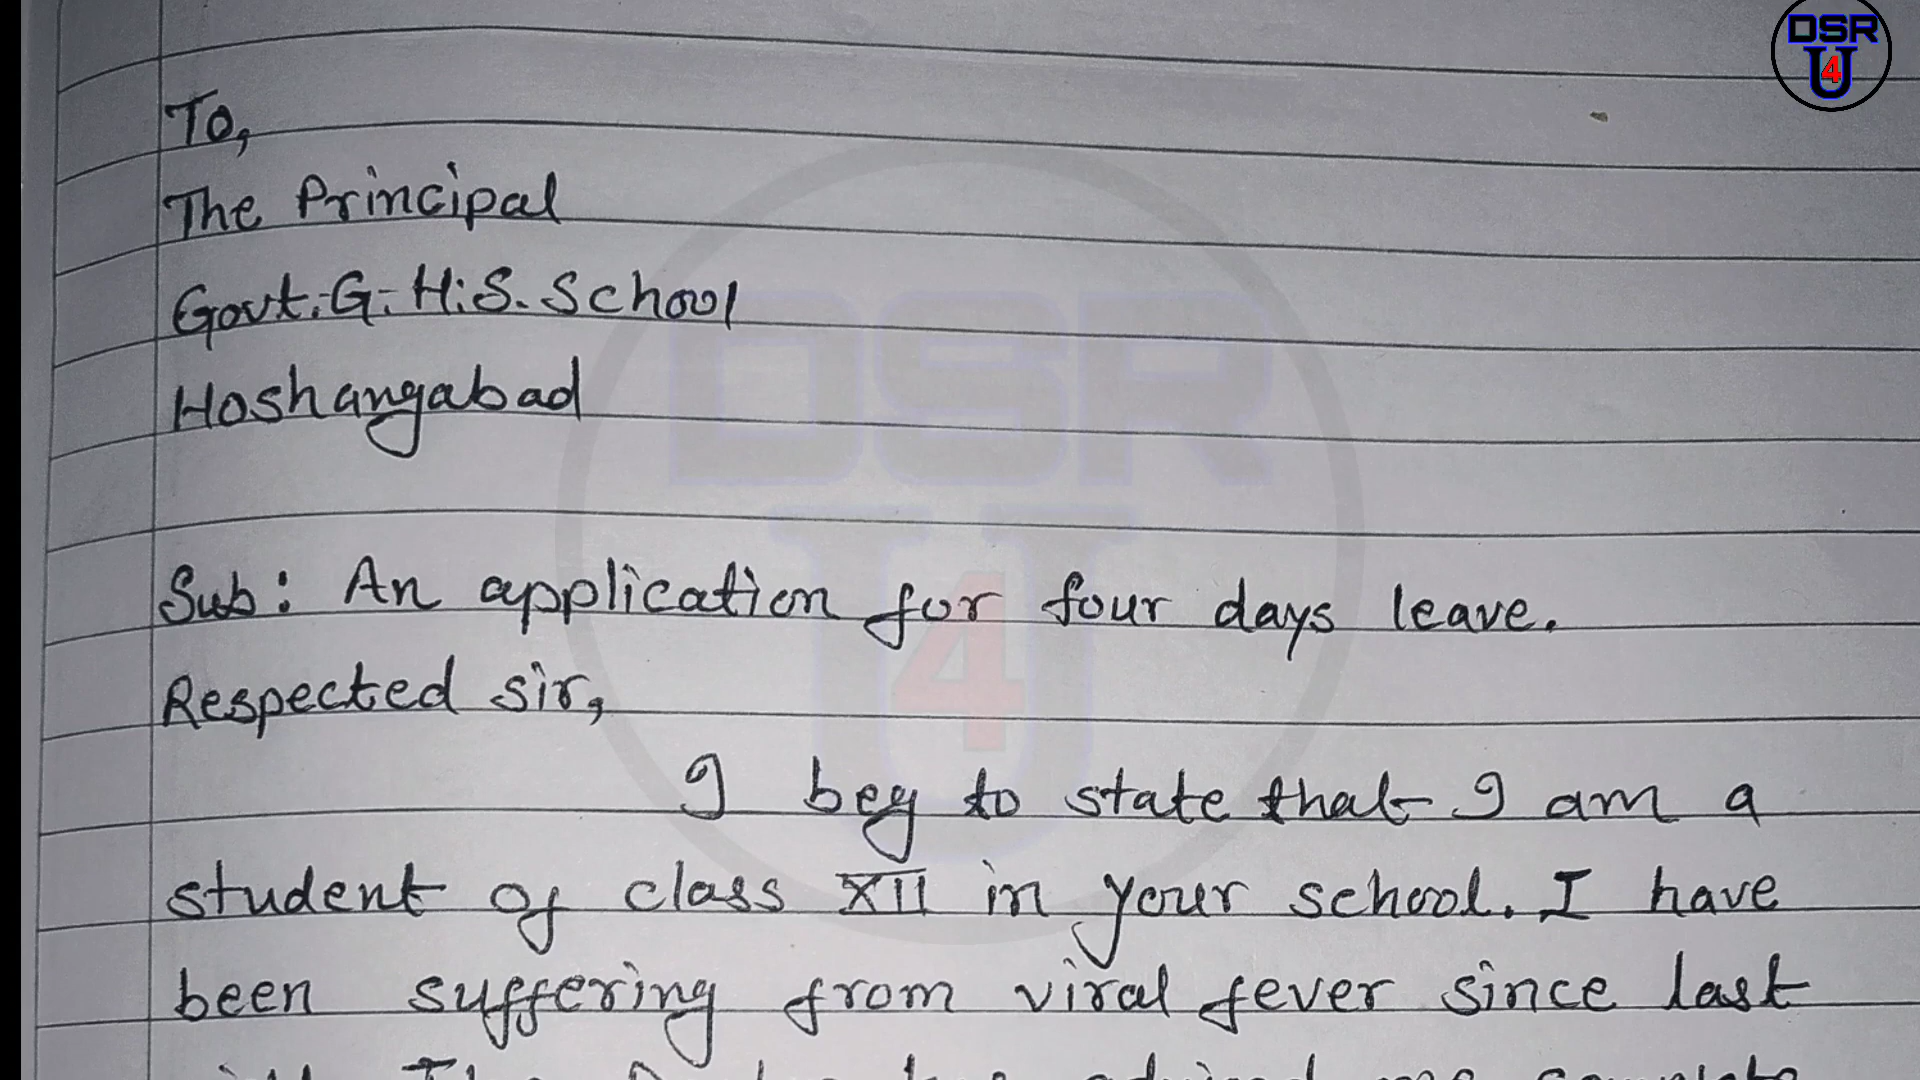 DSR
U
4
To,
The Principal
Govt. G. H. S. School
Hoshangabad
Sub: An application for four days leave.
Respected sir,
I beg to state that I am a
student of class XII in your school. I have
been suffering from viral fever since last